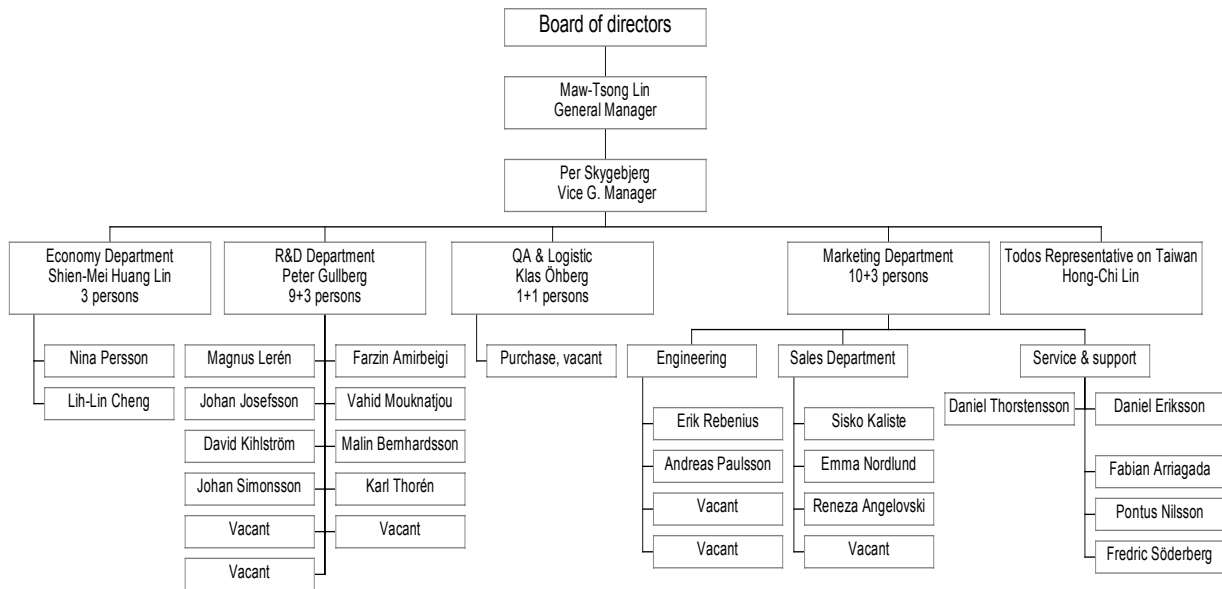 Board of directors
Maw-Tsong Lin
General Manager
Per Skygebjerg
Vice G. Manager
Economy Department
Shien-Mei Huang Lin
3 persons
R&D Department
Peter Gullberg
9+3 persons
QA & Logistic
Klas Öhberg
1+1 persons
Marketing Department
10+3 persons
Todos Representative on Taiwan
Hong-Chi Lin
Nina Persson
Lih-Lin Cheng
Magnus Lerén
Farzin Amirbeigi
Johan Josefsson
Vahid Mouknatjou
David Kihlström
Malin Bernhardsson
Johan Simonsson
Karl Thorén
Vacant
Vacant
Vacant
Purchase, vacant
Engineering
Erik Rebenius
Andreas Paulsson
Vacant
Vacant
Sales Department
Sisko Kaliste
Emma Nordlund
Reneza Angelovski
Vacant
Service & support
Daniel Thorstensson
Daniel Eriksson
Fabian Arriagada
Pontus Nilsson
Fredric Söderberg